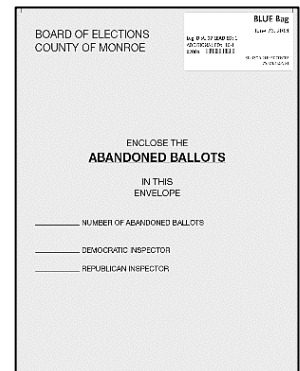 BOARD OF ELECTIONS
COUNTY OF MONROE
BLUE Bag
ENCLOSE THE
ABANDONED BALLOTS
IN THIS
ENVELOPE
NUMBER OF ABANDONED BALLOTS
DEMOCRATIC INSPECTOR
REPUBLICAN INSPECTOR